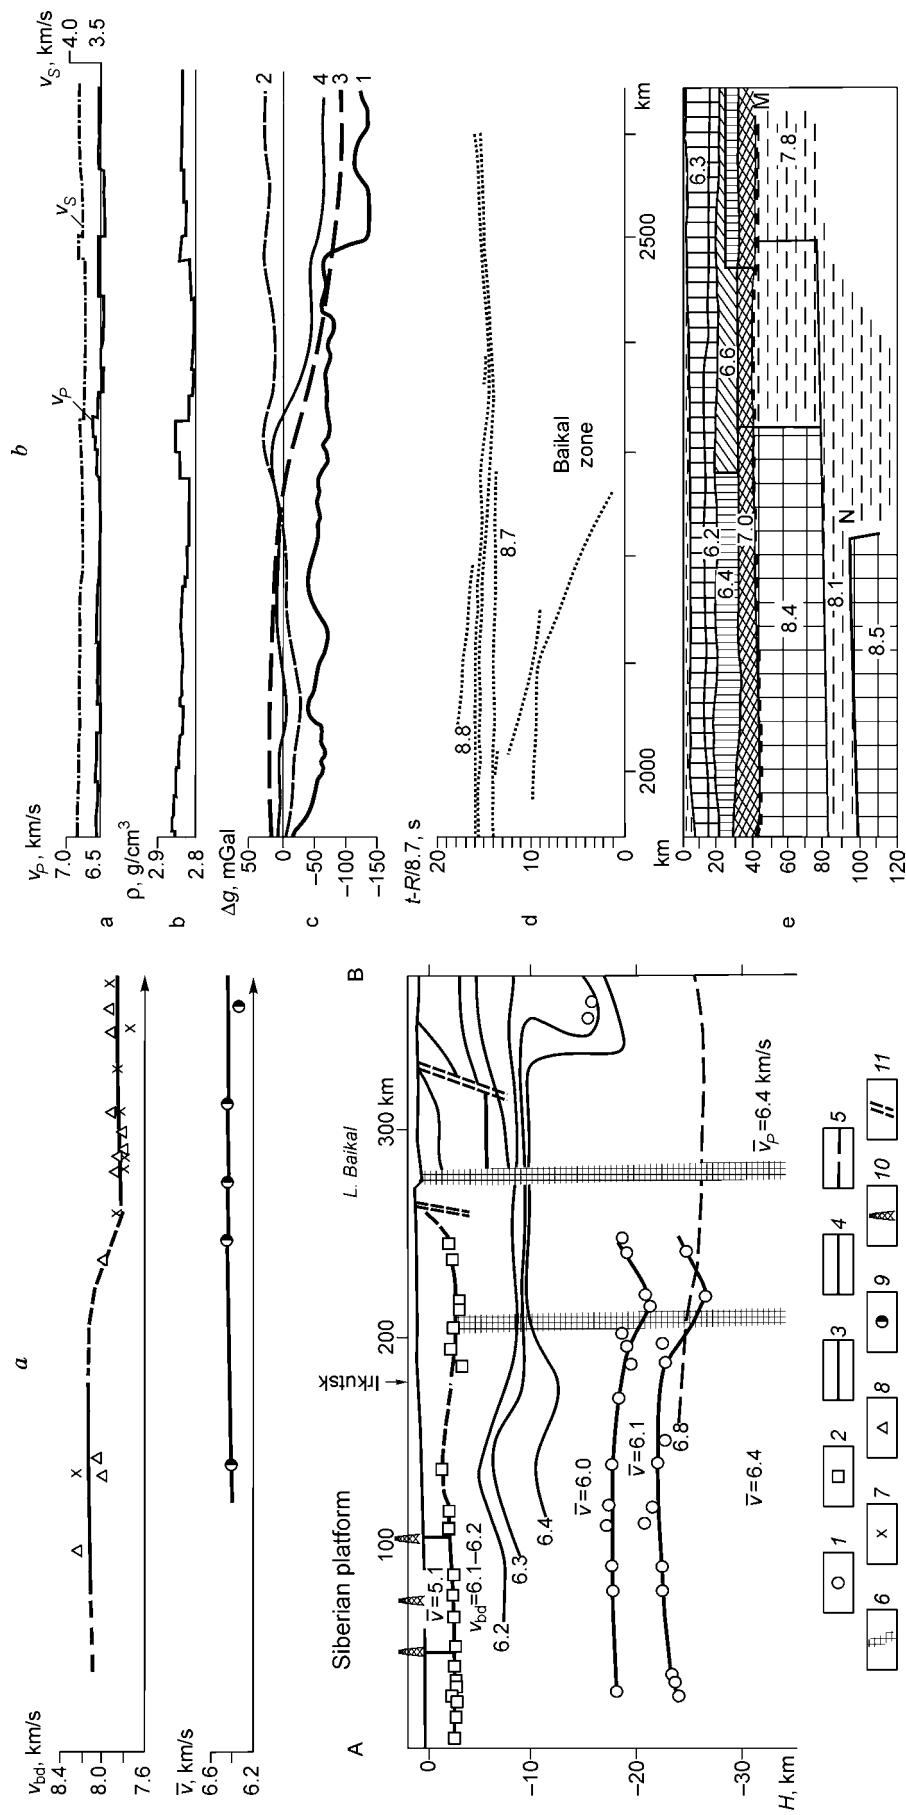 a
v_bd, km/s
8.4
8.0
7.6
v̅, km/s
6.6
6.2
A
Siberian platform
Irkutsk
L. Baikal
B
100
200
300 km
0
−10
−20
−30
H, km
v̅=5.1
v_bd=6.1–6.2
6.2
6.3
6.4
v̅=6.0
v̅=6.1
6.8
v̅=6.4
v̅_P=6.4 km/s
1
2
3
4
5
6
7
8
9
10
11
b
v_P, km/s
7.0
6.5
v_S, km/s
4.0
3.5
v_P
v_S
a
ρ, g/cm³
2.9
2.8
b
Δg, mGal
50
0
−50
−100
−150
2
4
3
1
c
t-R/8.7, s
20
10
0
8.8
8.7
Baikal
zone
d
2000
2500
km
km
0
20
40
60
80
100
120
6.3
6.2
6.4
6.6
7.0
M
7.8
8.4
8.1
N
8.5
e